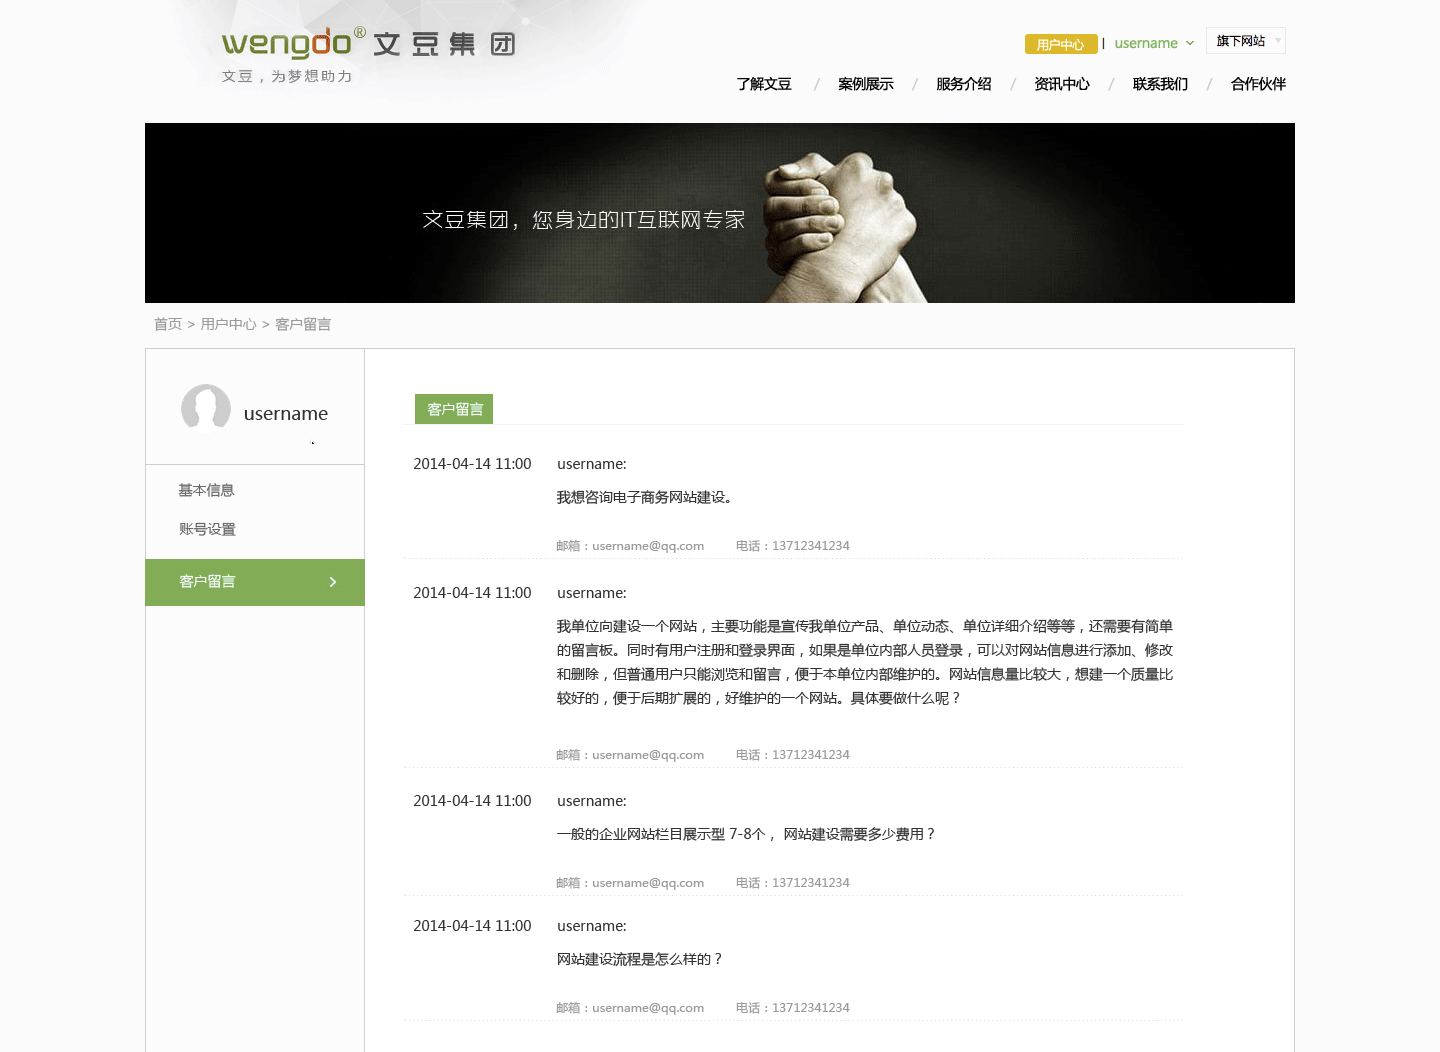 wengdo® 文豆集团
文豆，为梦想助力
用户中心 | username 旗下网站
了解文豆 / 案例展示 / 服务介绍 / 资讯中心 / 联系我们 / 合作伙伴
文豆集团，您身边的IT互联网专家
首页 > 用户中心 > 客户留言
username
基本信息
账号设置
客户留言
客户留言
2014-04-14 11:00 username:
我想咨询电子商务网站建设。
邮箱：username@qq.com 电话：13712341234
2014-04-14 11:00 username:
我单位向建设一个网站，主要功能是宣传我单位产品、单位动态、单位详细介绍等等，还需要有简单
的留言板。同时有用户注册和登录界面，如果是单位内部人员登录，可以对网站信息进行添加、修改
和删除，但普通用户只能浏览和留言，便于本单位内部维护的。网站信息量比较大，想建一个质量比
较好的，便于后期扩展的，好维护的一个网站。具体要做什么呢？
邮箱：username@qq.com 电话：13712341234
2014-04-14 11:00 username:
一般的企业网站栏目展示型 7-8个， 网站建设需要多少费用？
邮箱：username@qq.com 电话：13712341234
2014-04-14 11:00 username:
网站建设流程是怎么样的？
邮箱：username@qq.com 电话：13712341234